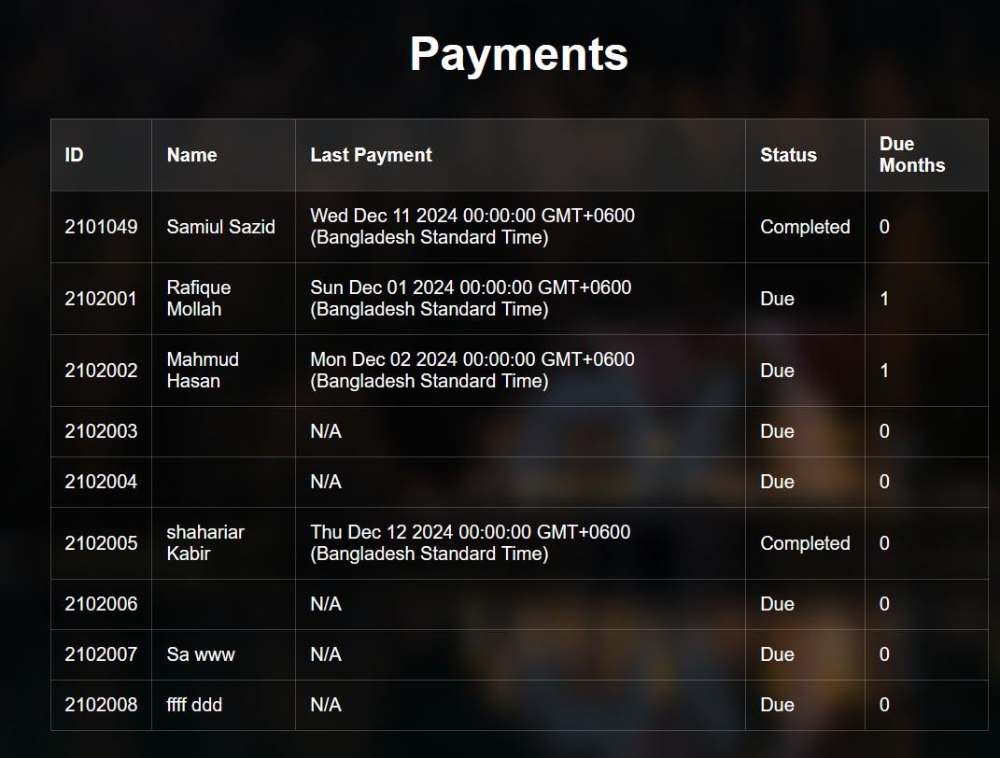 Payments
ID Name Last Payment Status Due Months
2101049 Samiul Sazid Wed Dec 11 2024 00:00:00 GMT+0600 (Bangladesh Standard Time) Completed 0
2102001 Rafique Mollah Sun Dec 01 2024 00:00:00 GMT+0600 (Bangladesh Standard Time) Due 1
2102002 Mahmud Hasan Mon Dec 02 2024 00:00:00 GMT+0600 (Bangladesh Standard Time) Due 1
2102003 N/A Due 0
2102004 N/A Due 0
2102005 shahariar Kabir Thu Dec 12 2024 00:00:00 GMT+0600 (Bangladesh Standard Time) Completed 0
2102006 N/A Due 0
2102007 Sa www N/A Due 0
2102008 ffff ddd N/A Due 0